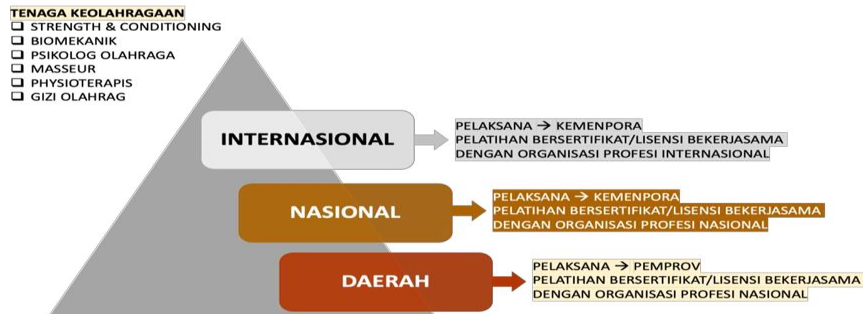 TENAGA KEOLAHRAGAAN
❑ STRENGTH & CONDITIONING
❑ BIOMEKANIK
❑ PSIKOLOG OLAHRAGA
❑ MASSEUR
❑ PHYSIOTERAPIS
❑ GIZI OLAHRAG
INTERNASIONAL
PELAKSANA → KEMENPORA
PELATIHAN BERSERTIFIKAT/LISENSI BEKERJASAMA
DENGAN ORGANISASI PROFESI INTERNASIONAL
NASIONAL
PELAKSANA → KEMENPORA
PELATIHAN BERSERTIFIKAT/LISENSI BEKERJASAMA
DENGAN ORGANISASI PROFESI NASIONAL
DAERAH
PELAKSANA → PEMPROV
PELATIHAN BERSERTIFIKAT/LISENSI BEKERJASAMA
DENGAN ORGANISASI PROFESI NASIONAL